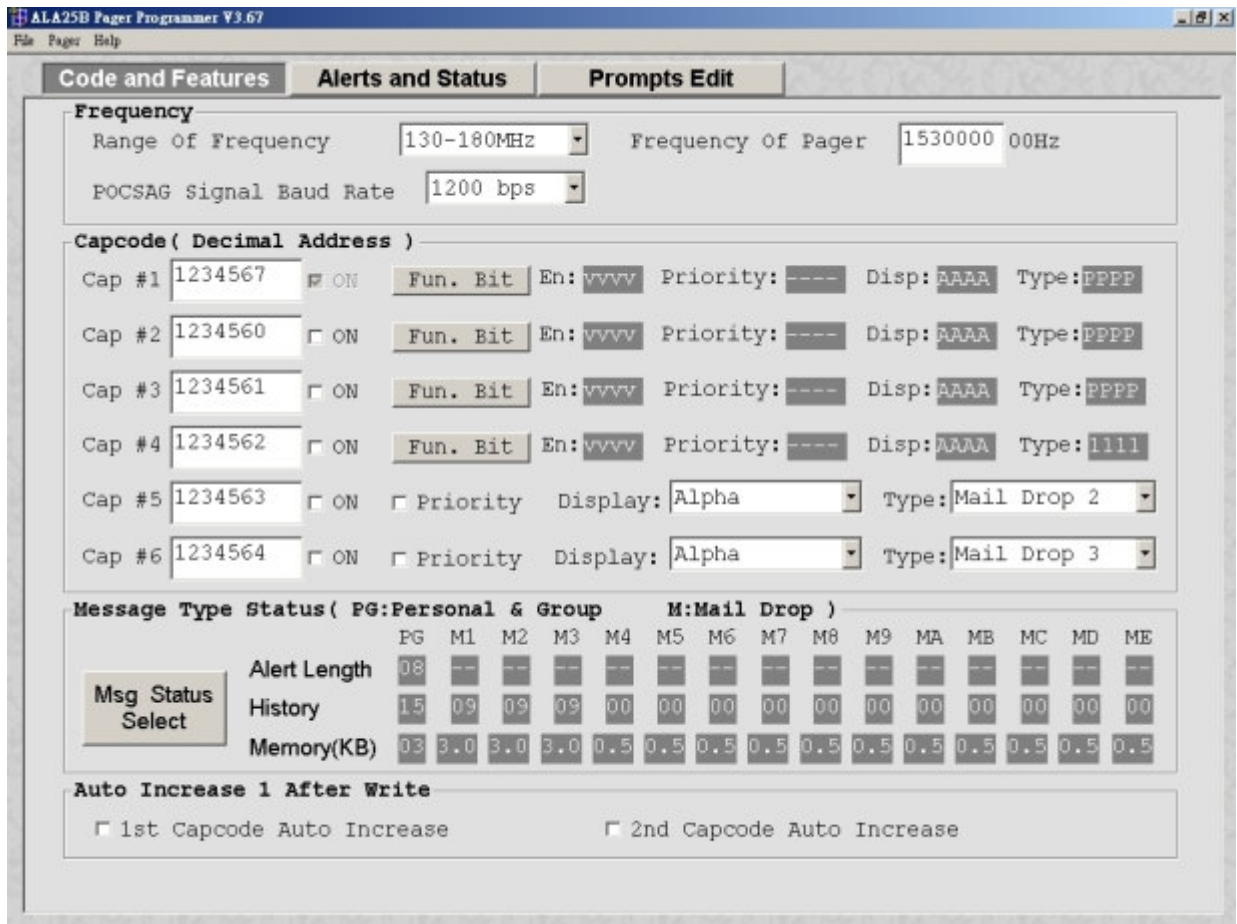 ALA25B Pager Programmer V3.67
File Pager Help
Code and Features Alerts and Status Prompts Edit
Frequency
Range Of Frequency 130-180MHz Frequency Of Pager 1530000 00Hz
POCSAG Signal Baud Rate 1200 bps
Capcode( Decimal Address )
Cap #1 1234567 ON Fun. Bit En:vvvv Priority:---- Disp:AAAA Type:PPPP
Cap #2 1234560 ON Fun. Bit En:vvvv Priority:---- Disp:AAAA Type:PPPP
Cap #3 1234561 ON Fun. Bit En:vvvv Priority:---- Disp:AAAA Type:PPPP
Cap #4 1234562 ON Fun. Bit En:vvvv Priority:---- Disp:AAAA Type:1111
Cap #5 1234563 ON Priority Display: Alpha Type: Mail Drop 2
Cap #6 1234564 ON Priority Display: Alpha Type: Mail Drop 3
Message Type Status( PG:Personal & Group M:Mail Drop )
PG M1 M2 M3 M4 M5 M6 M7 M8 M9 MA MB MC MD ME
Alert Length 08 -- -- -- -- -- -- -- -- -- -- -- -- -- --
Msg Status Select
History 15 09 09 09 00 00 00 00 00 00 00 00 00 00 00
Memory(KB) 03 3.0 3.0 3.0 0.5 0.5 0.5 0.5 0.5 0.5 0.5 0.5 0.5 0.5 0.5
Auto Increase 1 After Write
1st Capcode Auto Increase 2nd Capcode Auto Increase